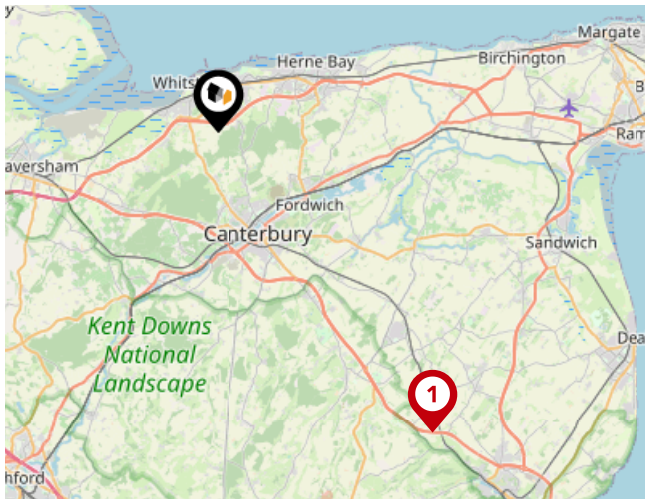 Margate
Herne Bay
Birchington
Whits
B
Ram
aversham
Fordwich
Canterbury
Sandwich
Kent Downs
National
Landscape
Dea
1
hford